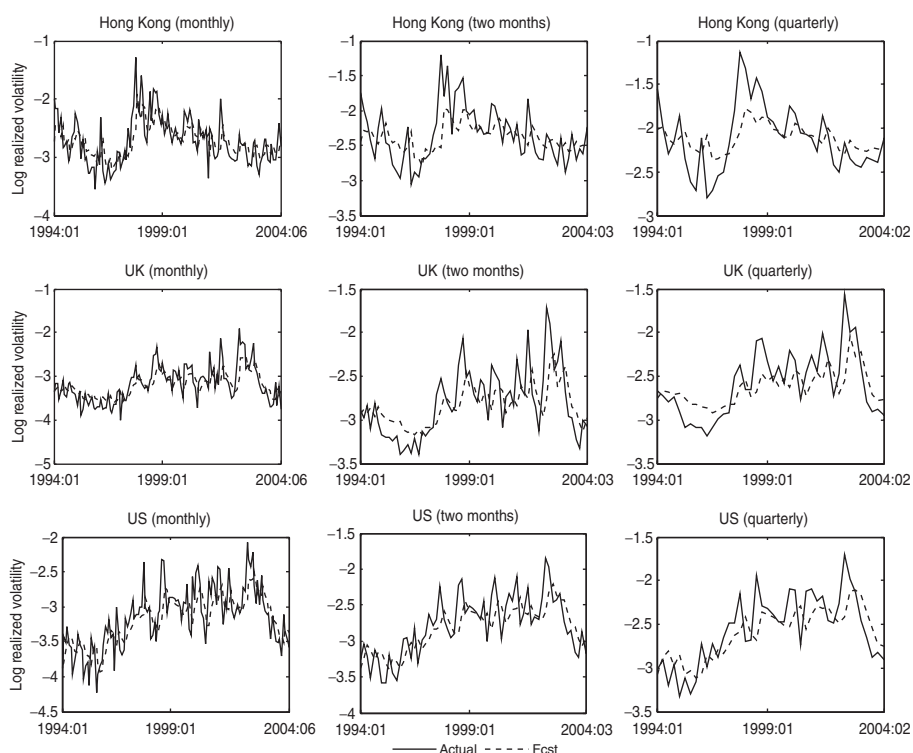 Hong Kong (monthly)
Hong Kong (two months)
Hong Kong (quarterly)
Log realized volatility
−1
−2
−3
−4
1994:01 1999:01 2004:06
−1
−1.5
−2
−2.5
−3
−3.5
1994:01 1999:01 2004:03
−1
−1.5
−2
−2.5
−3
1994:01 1999:01 2004:02
UK (monthly)
UK (two months)
UK (quarterly)
Log realized volatility
−1
−2
−3
−4
−5
1994:01 1999:01 2004:06
−1.5
−2
−2.5
−3
−3.5
1994:01 1999:01 2004:03
−1.5
−2
−2.5
−3
−3.5
1994:01 1999:01 2004:02
US (monthly)
US (two months)
US (quarterly)
Log realized volatility
−2
−2.5
−3
−3.5
−4
−4.5
1994:01 1999:01 2004:06
−1.5
−2
−2.5
−3
−3.5
−4
1994:01 1999:01 2004:03
−1.5
−2
−2.5
−3
−3.5
1994:01 1999:01 2004:02
Actual Fcst